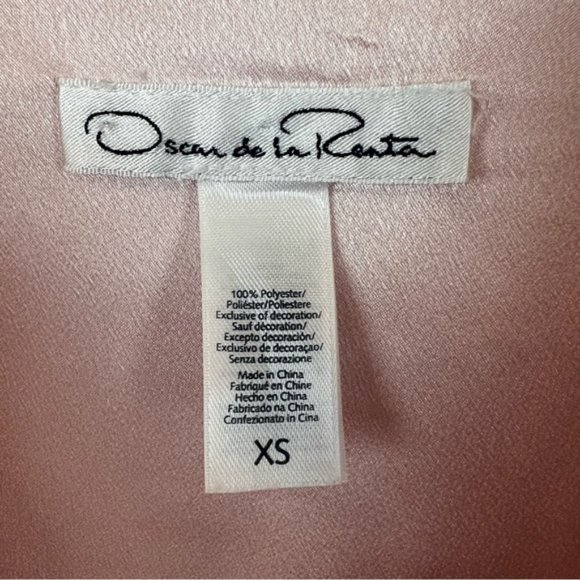 Oscar de la Renta
100% Polyester/
Poliéster/Poliestere
Exclusive of decoration/
Sauf décoration/
Excepto decoración/
Exclusivo de decoraçao/
Senza decorazione
Made in China
Fabriqué en Chine
Hecho en China
Fabricado na China
Confezionato in Cina
XS